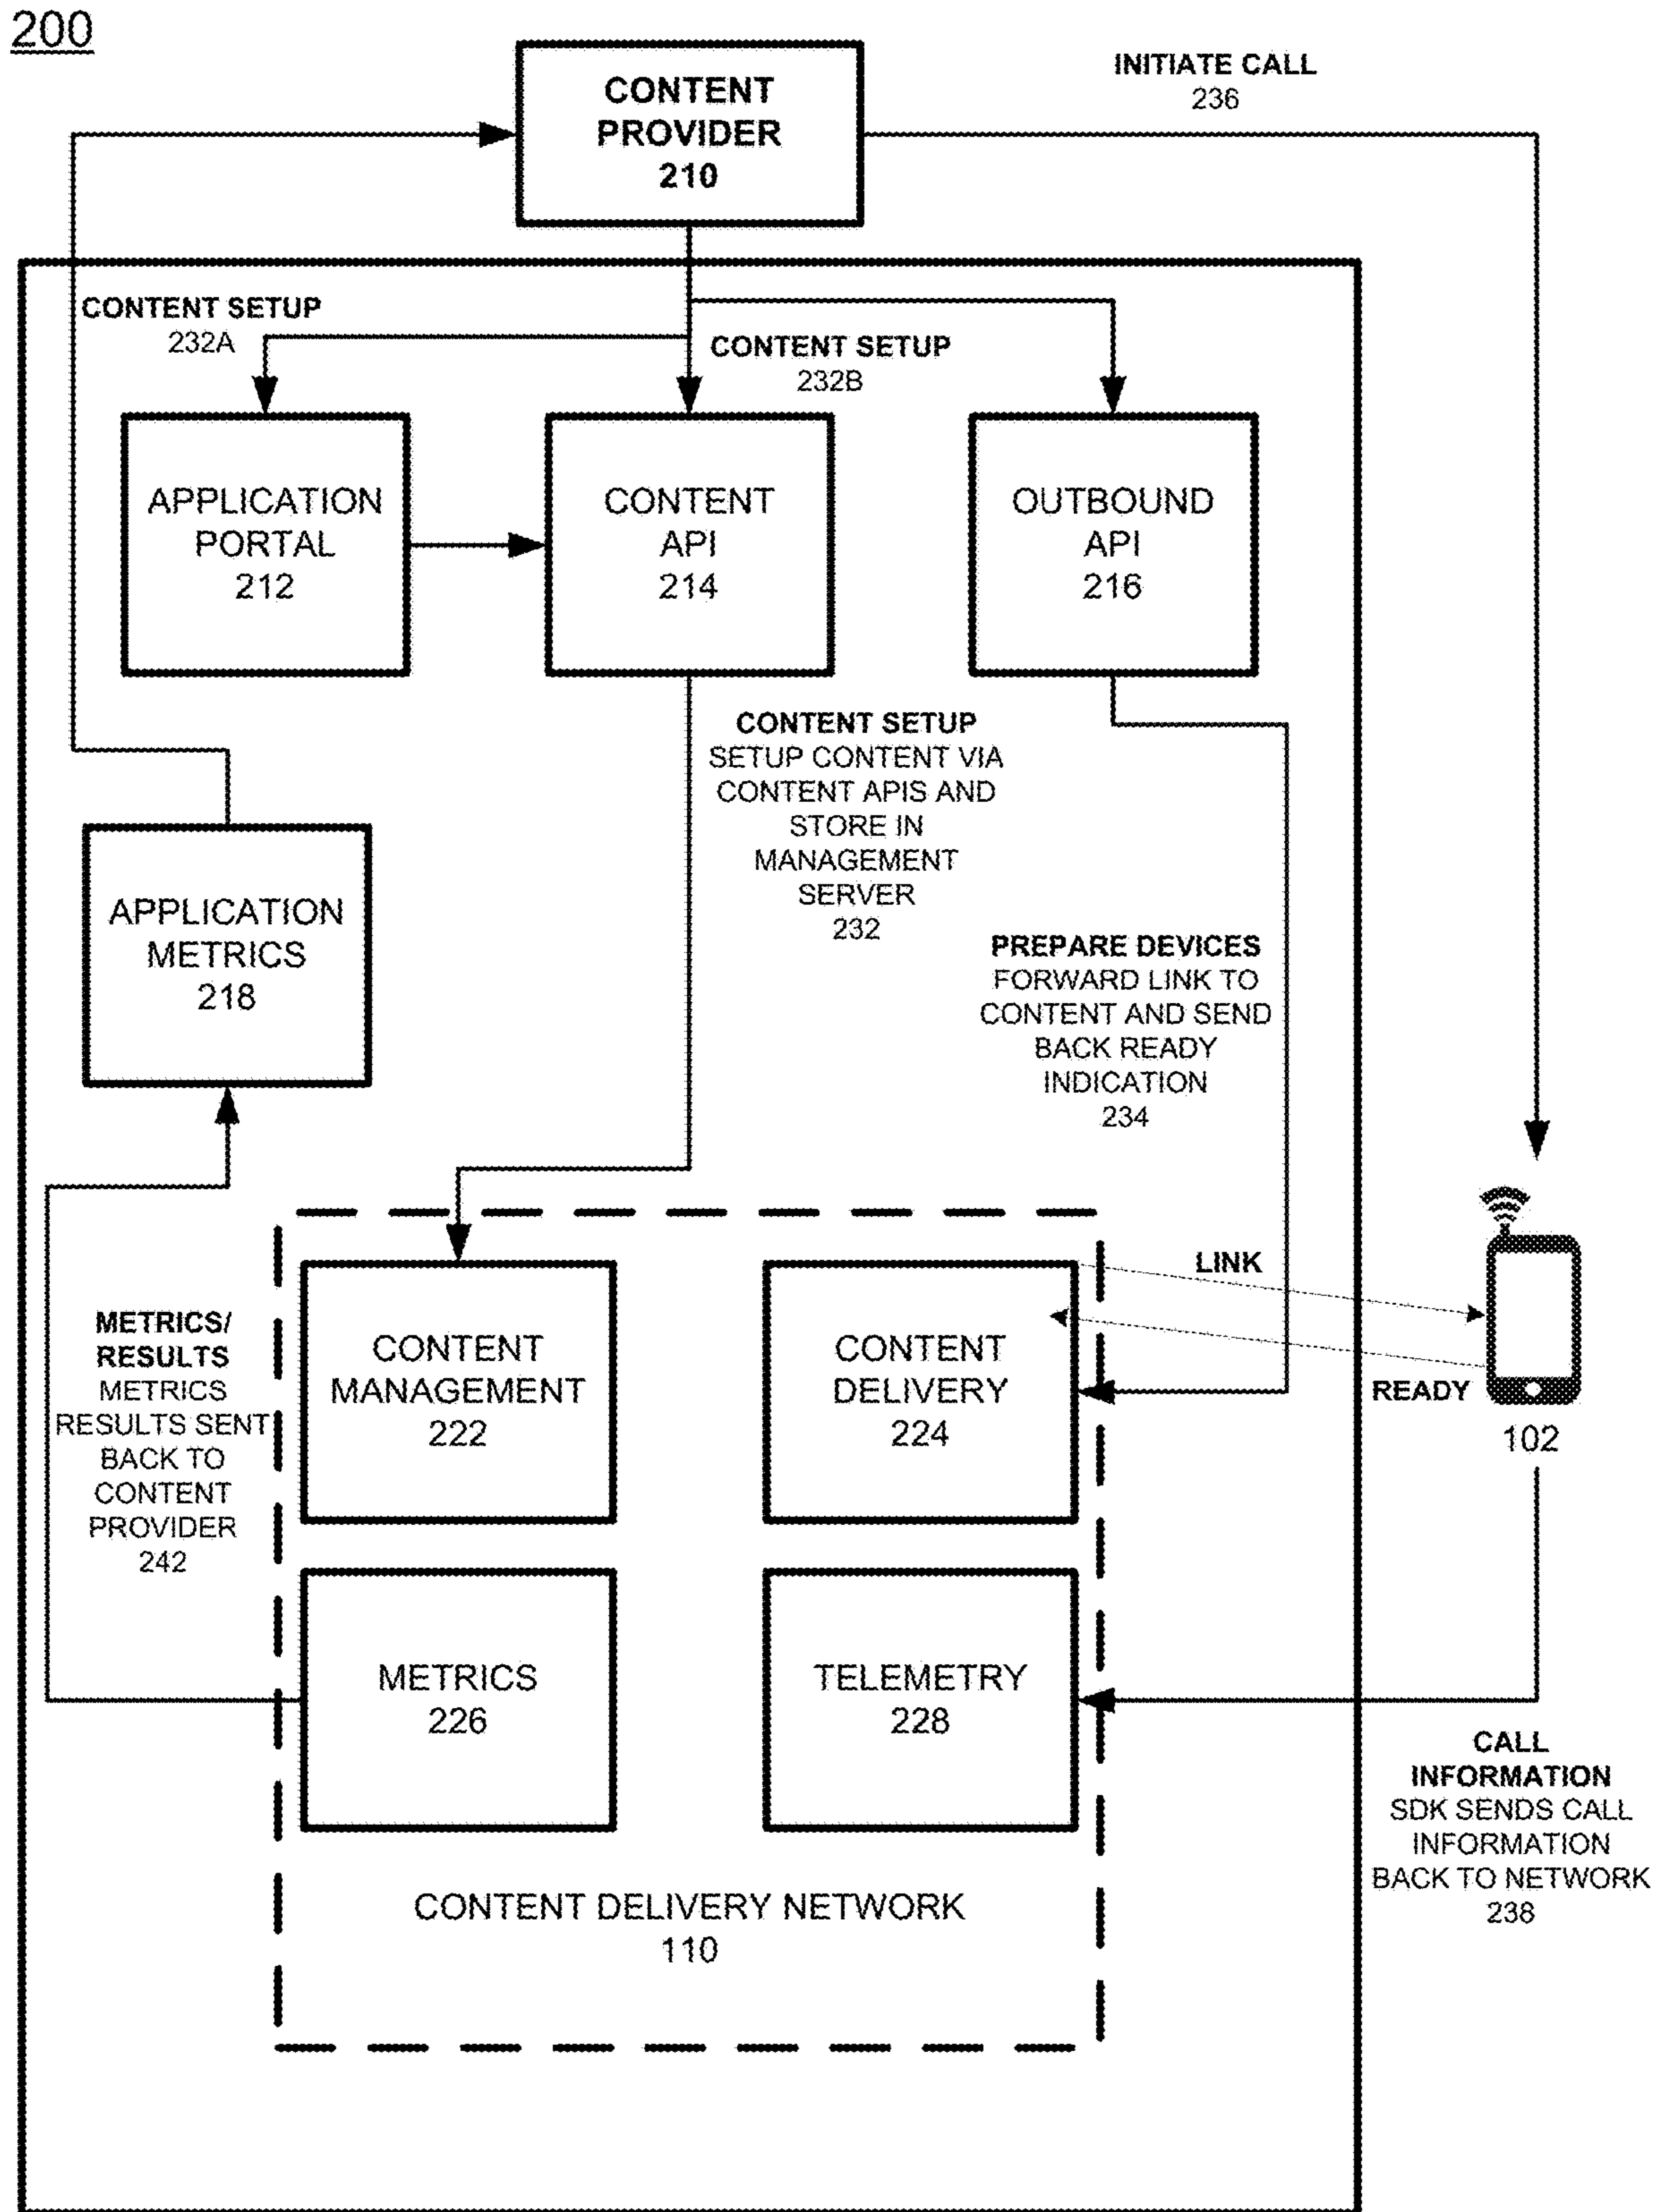 200
CONTENT
PROVIDER
210
INITIATE CALL
236
CONTENT SETUP
232A
CONTENT SETUP
232B
APPLICATION
PORTAL
212
CONTENT
API
214
OUTBOUND
API
216
CONTENT SETUP
SETUP CONTENT VIA
CONTENT APIS AND
STORE IN
MANAGEMENT
SERVER
232
APPLICATION
METRICS
218
PREPARE DEVICES
FORWARD LINK TO
CONTENT AND SEND
BACK READY
INDICATION
234
LINK
READY
102
METRICS/
RESULTS
METRICS
RESULTS SENT
BACK TO
CONTENT
PROVIDER
242
CONTENT
MANAGEMENT
222
CONTENT
DELIVERY
224
METRICS
226
TELEMETRY
228
CALL
INFORMATION
SDK SENDS CALL
INFORMATION
BACK TO NETWORK
238
CONTENT DELIVERY NETWORK
110